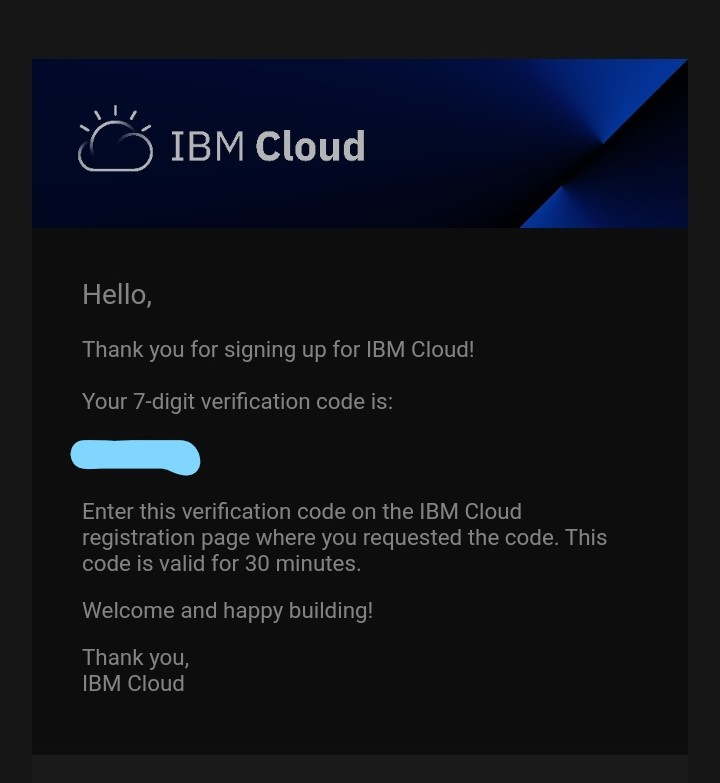 IBM Cloud
Hello,
Thank you for signing up for IBM Cloud!
Your 7-digit verification code is:
Enter this verification code on the IBM Cloud
registration page where you requested the code. This
code is valid for 30 minutes.
Welcome and happy building!
Thank you,
IBM Cloud